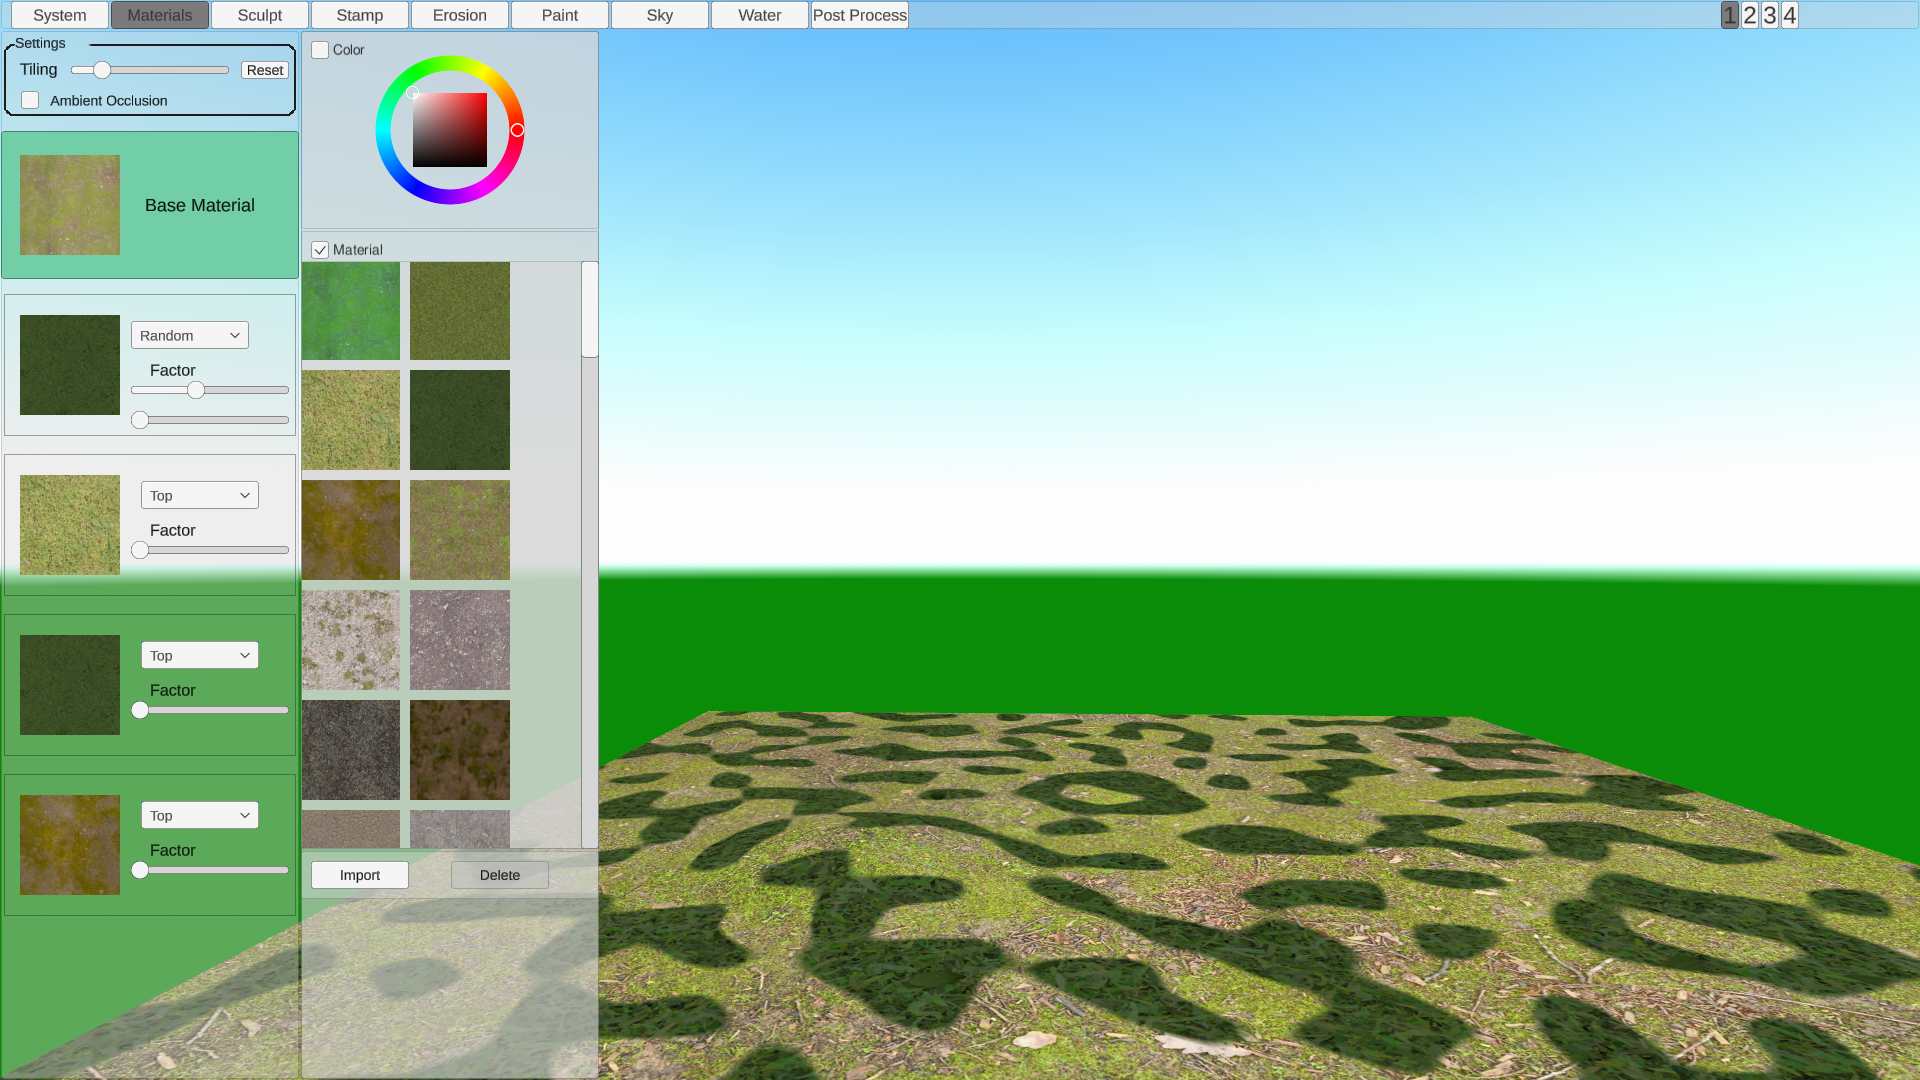 System Materials Sculpt Stamp Erosion Paint Sky Water Post Process 1 2 3 4
Settings
Tiling Reset
Ambient Occlusion
Base Material
Random
Factor
Top
Factor
Top
Factor
Top
Factor
Color
Material
Import Delete